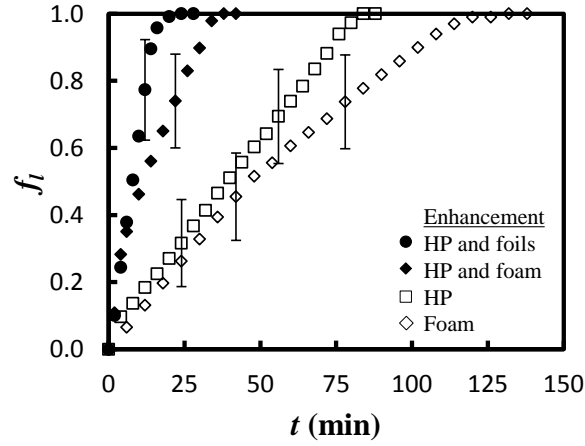 1.0
0.8
0.6
0.4
0.2
0.0
f_l
Enhancement
HP and foils
HP and foam
HP
Foam
0 25 50 75 100 125 150
t (min)